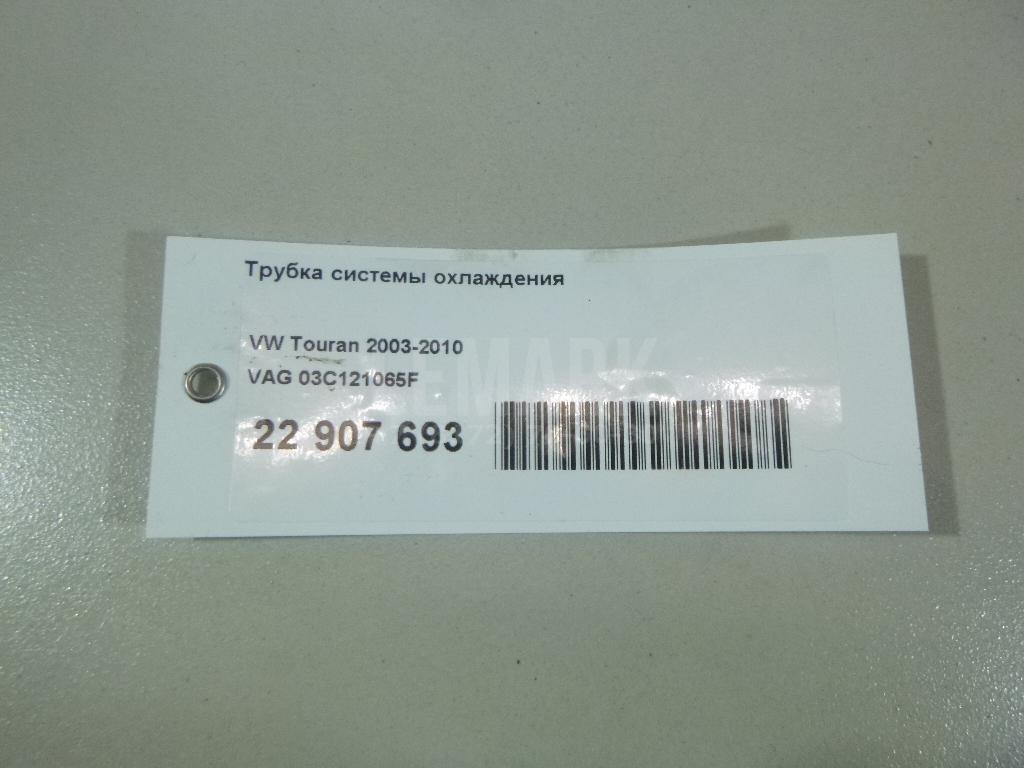 Трубка системы охлаждения
VW Touran 2003-2010
VAG 03C121065F
22 907 693